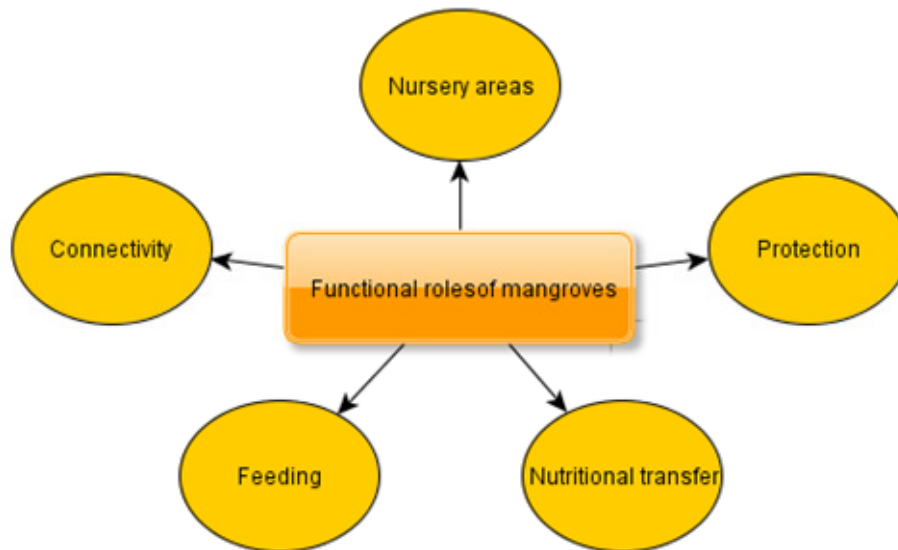 Nursery areas
Connectivity
Protection
Functional rolesof mangroves
Feeding
Nutritional transfer